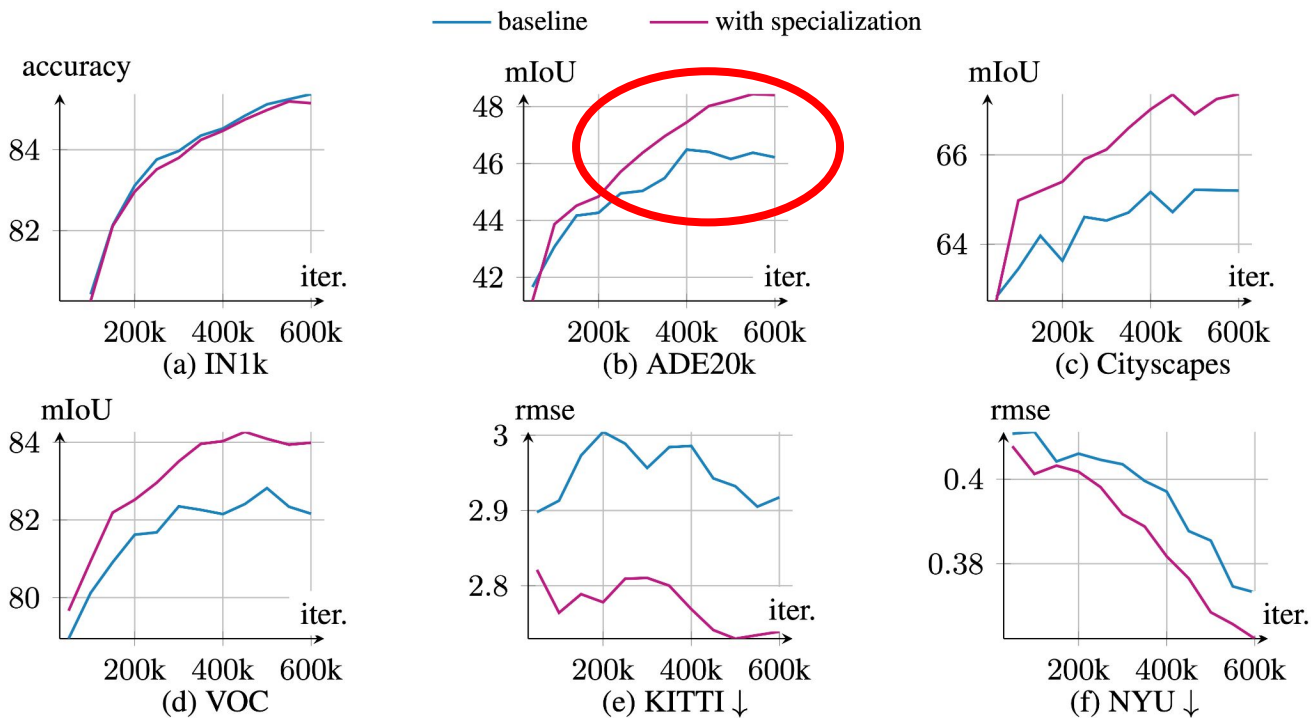 baseline with specialization
accuracy
84
82
iter.
200k 400k 600k
(a) IN1k
mIoU
48
46
44
42
iter.
200k 400k 600k
(b) ADE20k
mIoU
66
64
iter.
200k 400k 600k
(c) Cityscapes
mIoU
84
82
80
iter.
200k 400k 600k
(d) VOC
rmse
3
2.9
2.8
iter.
200k 400k 600k
(e) KITTI ↓
rmse
0.4
0.38
iter.
200k 400k 600k
(f) NYU ↓